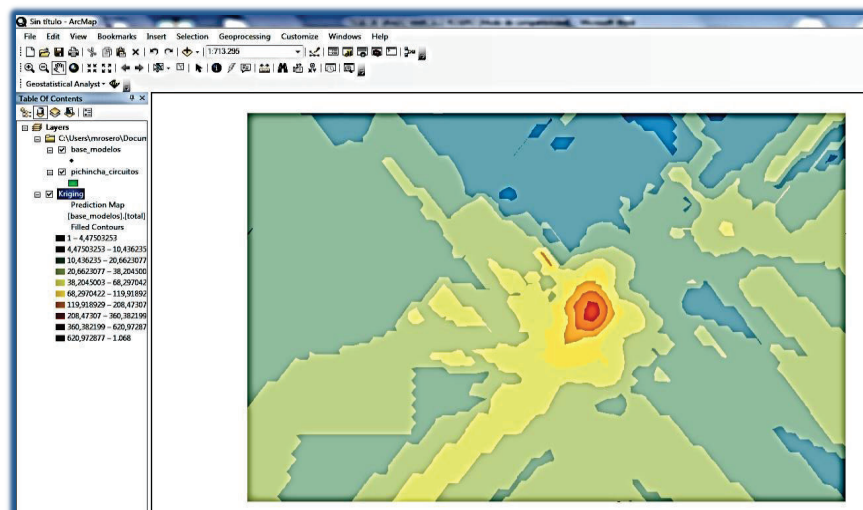 Sin título - ArcMap
File Edit View Bookmarks Insert Selection Geoprocessing Customize Windows Help
1:713.295
Geostatistical Analyst
Table Of Contents
Layers
C:\Users\mrosero\Docum
base_modelos
pichincha_circuitos
Kriging
Prediction Map
[base_modelos].[total]
Filled Contours
1 – 4,47503253
4,47503253 – 10,436235
10,436235 – 20,6623077
20,6623077 – 38,204500
38,2045003 – 68,297042
68,2970422 – 119,91892
119,918929 – 208,47307
208,47307 – 360,382199
360,382199 – 620,97287
620,972877 – 1.068